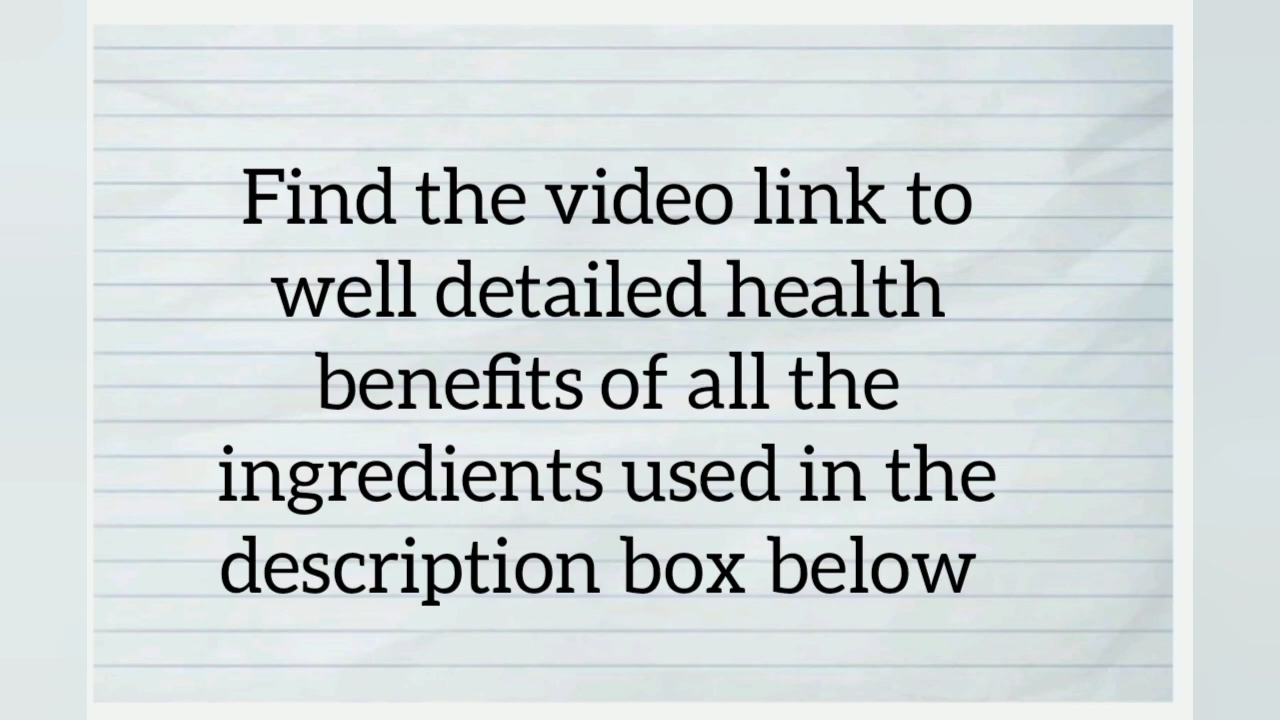 Find the video link to
well detailed health
benefits of all the
ingredients used in the
description box below